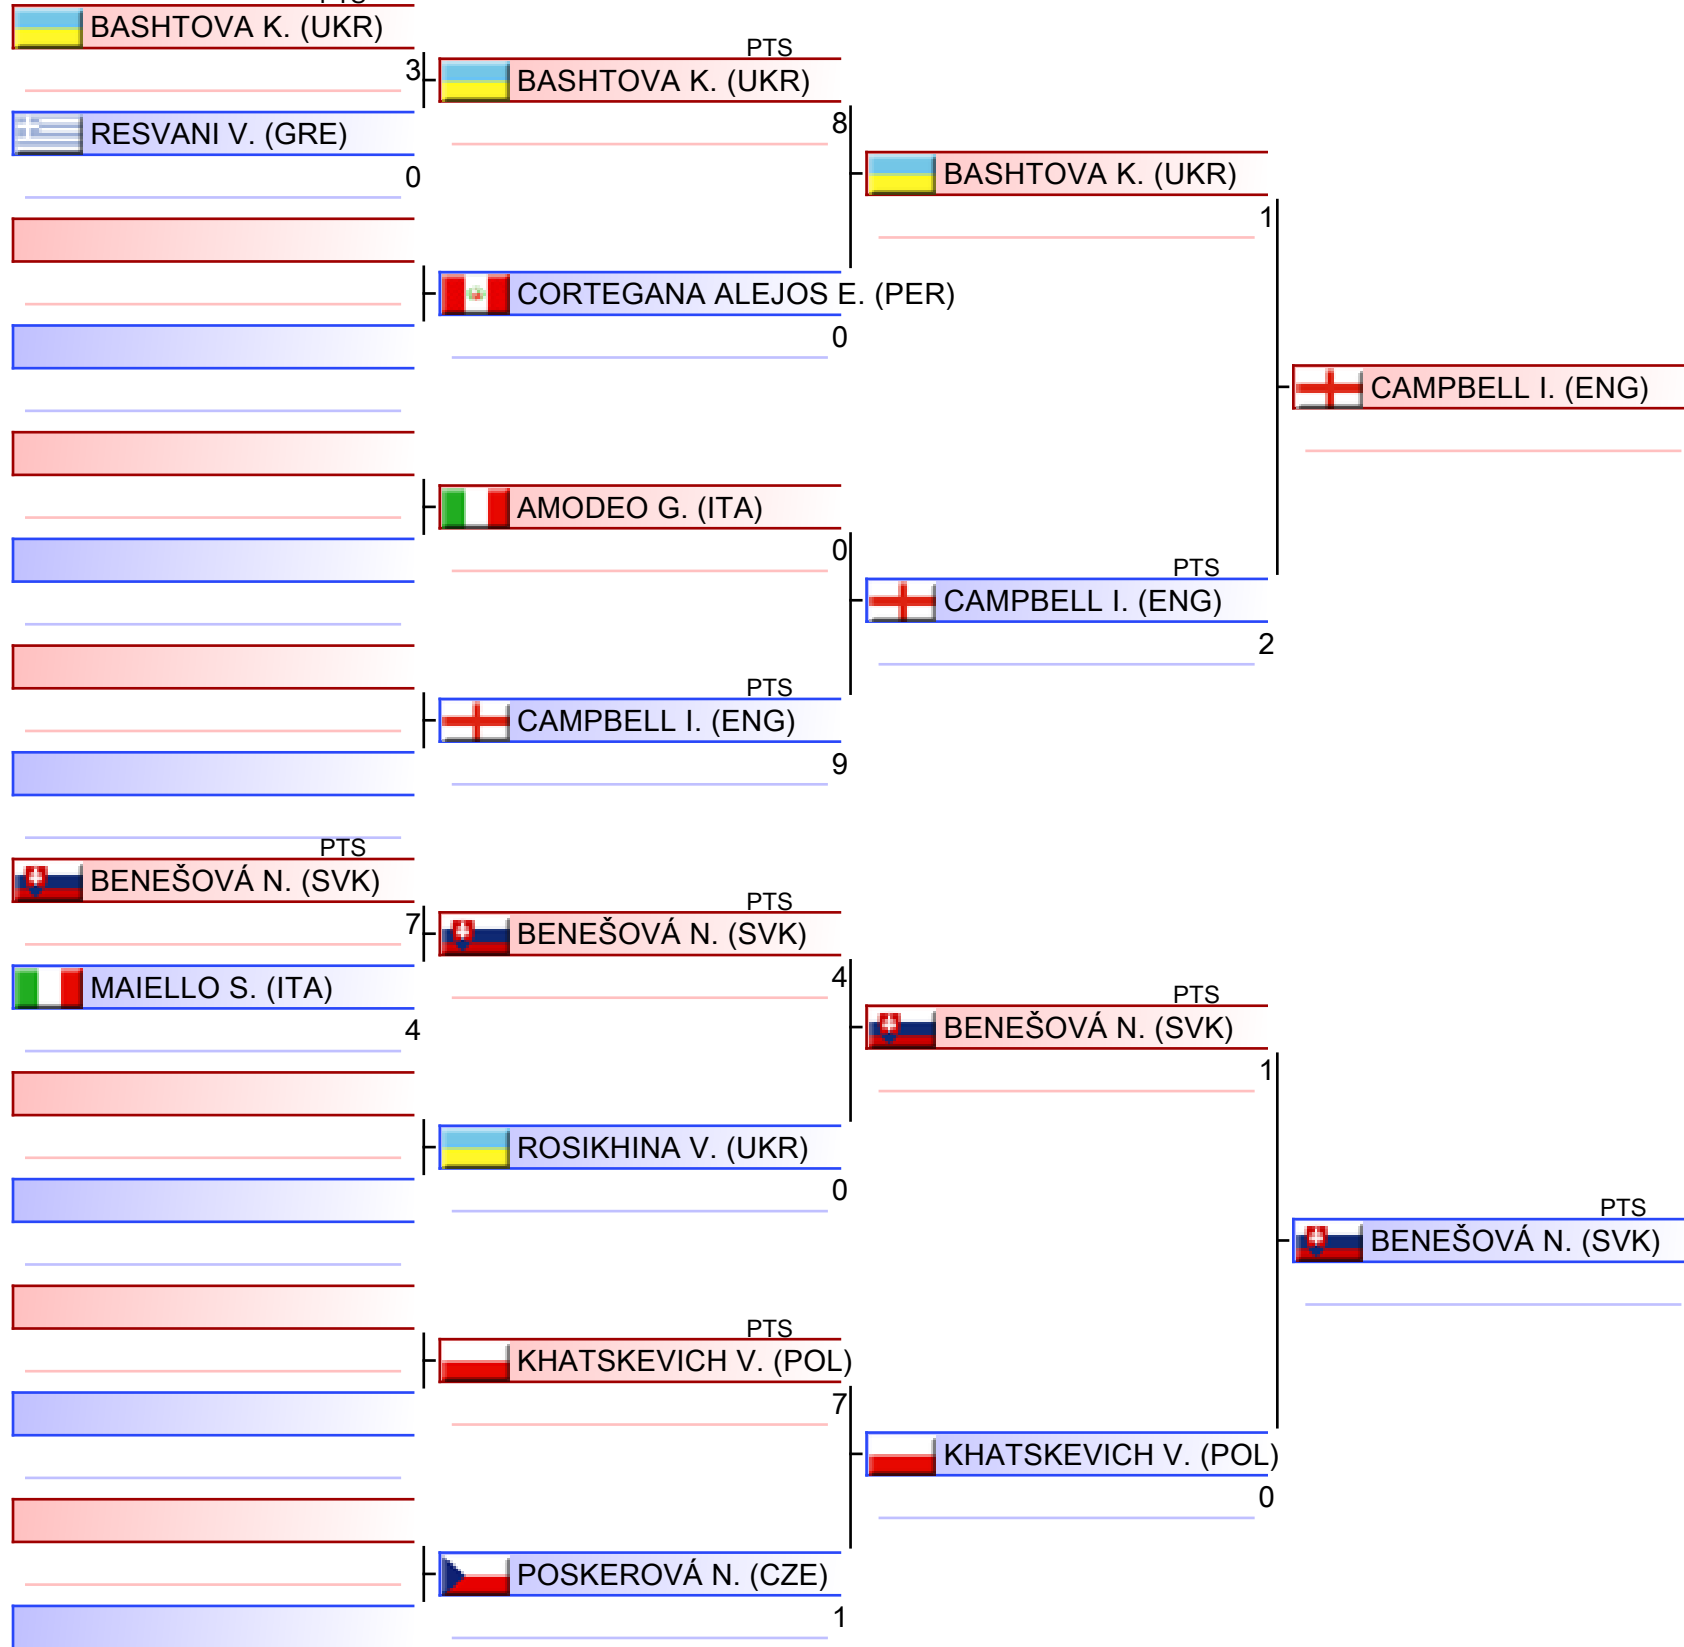 PTS
BASHTOVA K. (UKR)
3
RESVANI V. (GRE)
0
PTS
BASHTOVA K. (UKR)
8
CORTEGANA ALEJOS E. (PER)
0
AMODEO G. (ITA)
0
PTS
CAMPBELL I. (ENG)
9
BASHTOVA K. (UKR)
1
PTS
CAMPBELL I. (ENG)
2
CAMPBELL I. (ENG)
PTS
BENEŠOVÁ N. (SVK)
7
MAIELLO S. (ITA)
4
PTS
BENEŠOVÁ N. (SVK)
4
ROSIKHINA V. (UKR)
0
PTS
KHATSKEVICH V. (POL)
7
POSKEROVÁ N. (CZE)
1
PTS
BENEŠOVÁ N. (SVK)
1
KHATSKEVICH V. (POL)
0
PTS
BENEŠOVÁ N. (SVK)